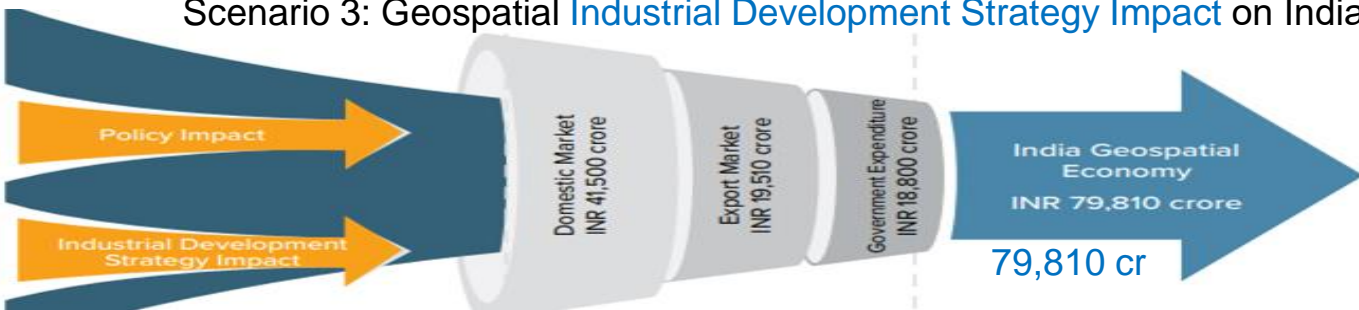 Scenario 3: Geospatial Industrial Development Strategy Impact on India
Policy Impact
Industrial Development
Strategy Impact
Domestic Market
INR 41,500 crore
Export Market
INR 19,510 crore
Government Expenditure
INR 18,800 crore
India Geospatial
Economy
INR 79,810 crore
79,810 cr